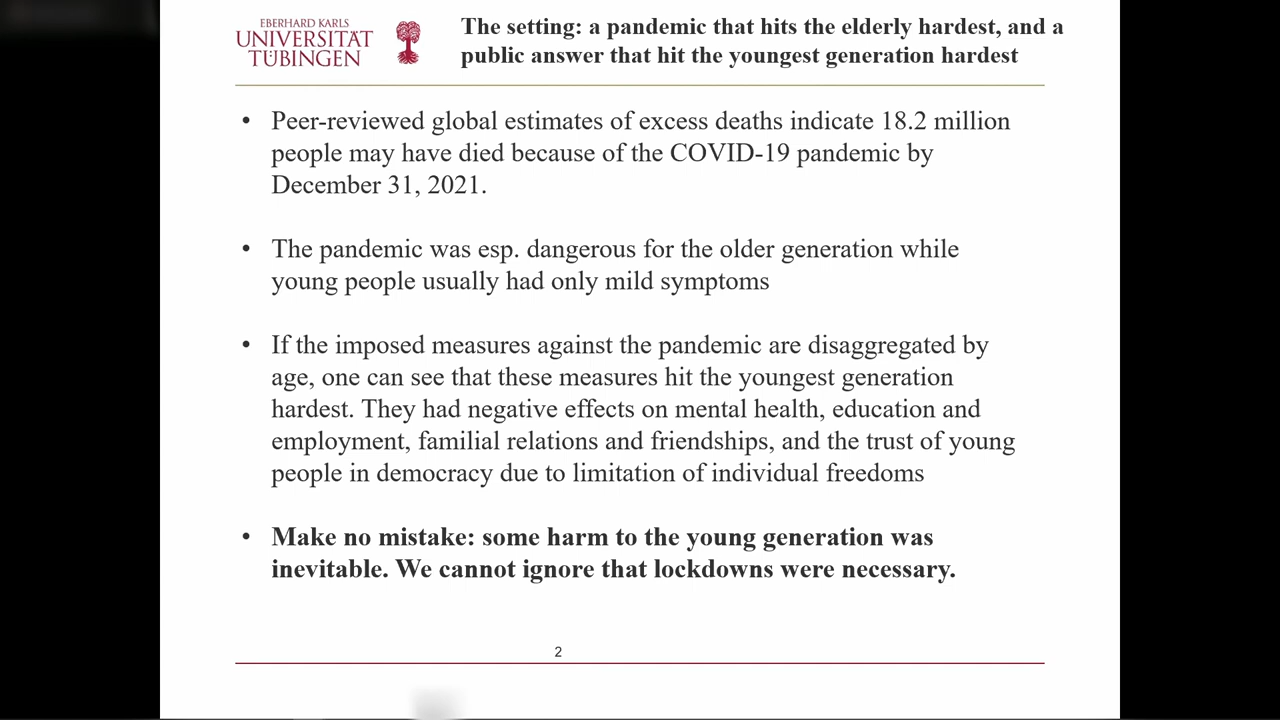 EBERHARD KARLS
UNIVERSITÄT
TÜBINGEN
The setting: a pandemic that hits the elderly hardest, and a
public answer that hit the youngest generation hardest
• Peer-reviewed global estimates of excess deaths indicate 18.2 million
people may have died because of the COVID-19 pandemic by
December 31, 2021.
• The pandemic was esp. dangerous for the older generation while
young people usually had only mild symptoms
• If the imposed measures against the pandemic are disaggregated by
age, one can see that these measures hit the youngest generation
hardest. They had negative effects on mental health, education and
employment, familial relations and friendships, and the trust of young
people in democracy due to limitation of individual freedoms
• Make no mistake: some harm to the young generation was
inevitable. We cannot ignore that lockdowns were necessary.
2